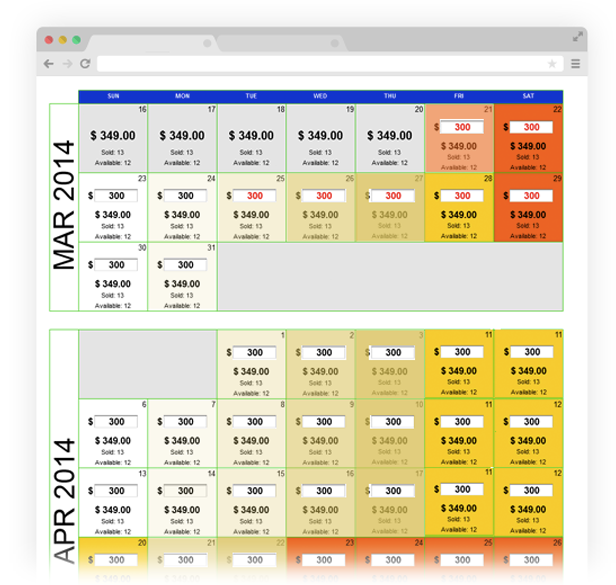 SUN MON TUE WED THU FRI SAT
MAR 2014
16 17 18 19 20 21 22
$ 300 $ 300
$ 349.00 $ 349.00 $ 349.00 $ 349.00 $ 349.00 $ 349.00 $ 349.00
Sold: 13 Sold: 13 Sold: 13 Sold: 13 Sold: 13 Sold: 13 Sold: 13
Available: 12 Available: 12 Available: 12 Available: 12 Available: 12 Available: 12 Available: 12
23 24 25 26 27 28 29
$ 300 $ 300 $ 300 $ 300 $ 300 $ 300 $ 300
$ 349.00 $ 349.00 $ 349.00 $ 349.00 $ 349.00 $ 349.00 $ 349.00
Sold: 13 Sold: 13 Sold: 13 Sold: 13 Sold: 13 Sold: 13 Sold: 13
Available: 12 Available: 12 Available: 12 Available: 12 Available: 12 Available: 12 Available: 12
30 31
$ 300 $ 300
$ 349.00 $ 349.00
Sold: 13 Sold: 13
Available: 12 Available: 12
APR 2014
1 2 3 11 11
$ 300 $ 300 $ 300 $ 300 $ 300
$ 349.00 $ 349.00 $ 349.00 $ 349.00 $ 349.00
Sold: 13 Sold: 13 Sold: 13 Sold: 13 Sold: 13
Available: 12 Available: 12 Available: 12 Available: 12 Available: 12
6 7 8 9 10 11 12
$ 300 $ 300 $ 300 $ 300 $ 300 $ 300 $ 300
$ 349.00 $ 349.00 $ 349.00 $ 349.00 $ 349.00 $ 349.00 $ 349.00
Sold: 13 Sold: 13 Sold: 13 Sold: 13 Sold: 13 Sold: 13 Sold: 13
Available: 12 Available: 12 Available: 12 Available: 12 Available: 12 Available: 12 Available: 12
13 14 15 16 17 11 12
$ 300 $ 300 $ 300 $ 300 $ 300 $ 300 $ 300
$ 349.00 $ 349.00 $ 349.00 $ 349.00 $ 349.00 $ 349.00 $ 349.00
Sold: 13 Sold: 13 Sold: 13 Sold: 13 Sold: 13 Sold: 13 Sold: 13
Available: 12 Available: 12 Available: 12 Available: 12 Available: 12 Available: 12 Available: 12
20 21 22 23 24 25 26
$ 300 $ 300 $ 300 $ 300 $ 300 $ 300 $ 300
$ 349.00 $ 349.00 $ 349.00 $ 349.00 $ 349.00 $ 349.00 $ 349.00